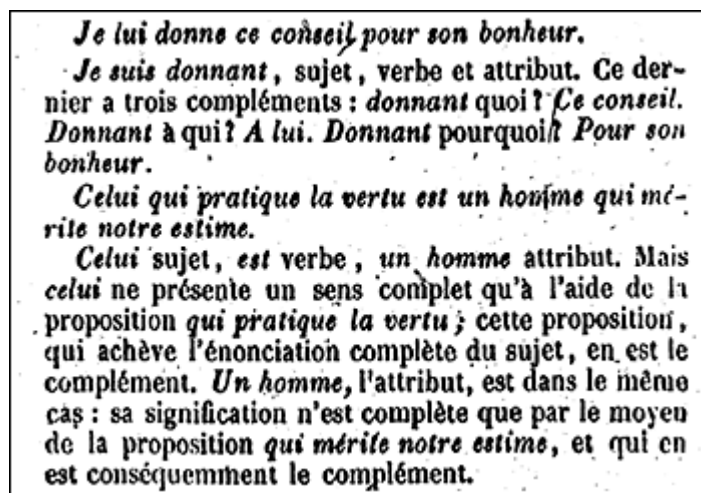 Je lui donne ce conseil pour son bonheur.
Je suis donnant, sujet, verbe et attribut. Ce der-
nier a trois compléments : donnant quoi? Ce conseil.
Donnant à qui? A lui. Donnant pourquoi? Pour son
bonheur.
Celui qui pratique la vertu est un homme qui mé-
rite notre estime.
Celui sujet, est verbe, un homme attribut. Mais
celui ne présente un sens complet qu'à l'aide de la
proposition qui pratique la vertu; cette proposition,
qui achève l'énonciation complète du sujet, en est le
complément. Un homme, l'attribut, est dans le même
cas : sa signification n'est complète que par le moyen
de la proposition qui mérite notre estime, et qui en
est conséquemment le complément.